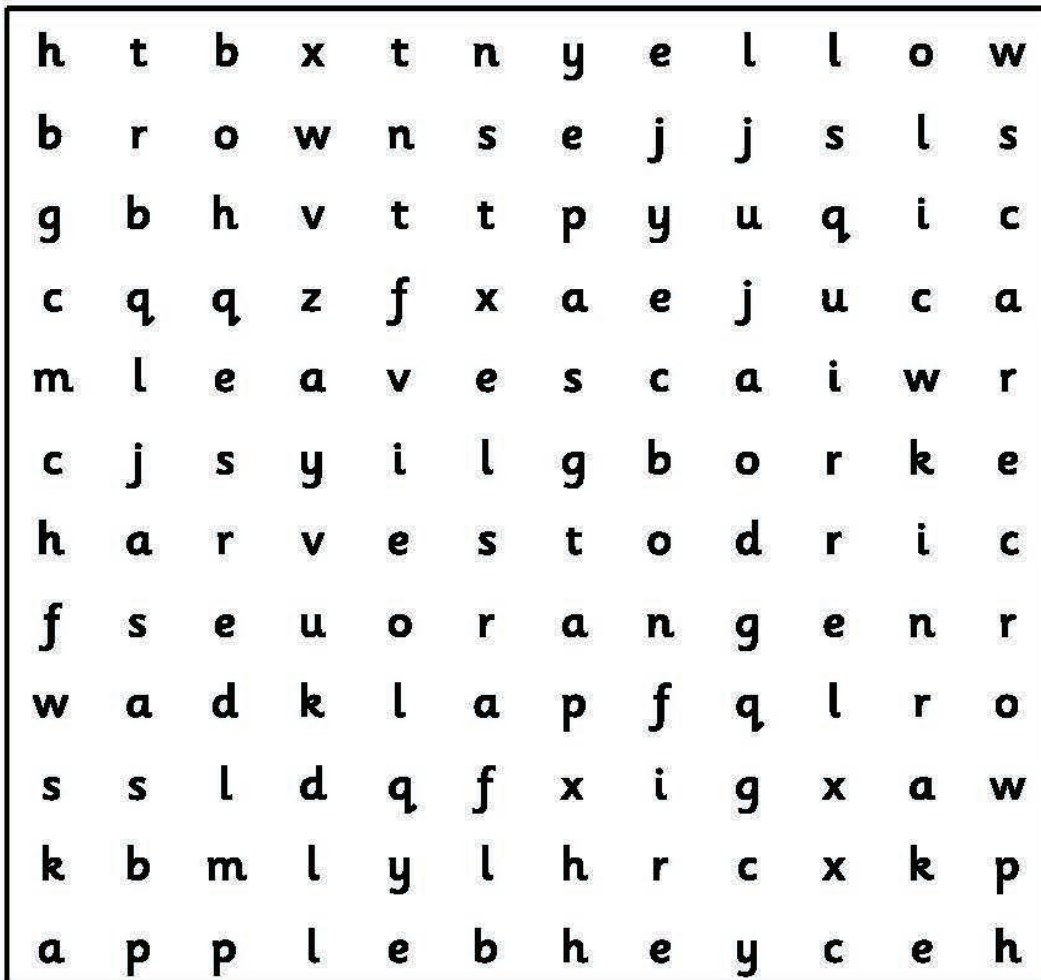 h t b x t n y e l l o w
b r o w n s e j j s l s
g b h v t t p y u q i c
c q q z f x a e j u c a
m l e a v e s c a i w r
c j s y i l g b o r k e
h a r v e s t o d r i c
f s e u o r a n g e n r
w a d k l a p f q l r o
s s l d q f x i g x a w
k b m l y l h r c x k p
a p p l e b h e y c e h